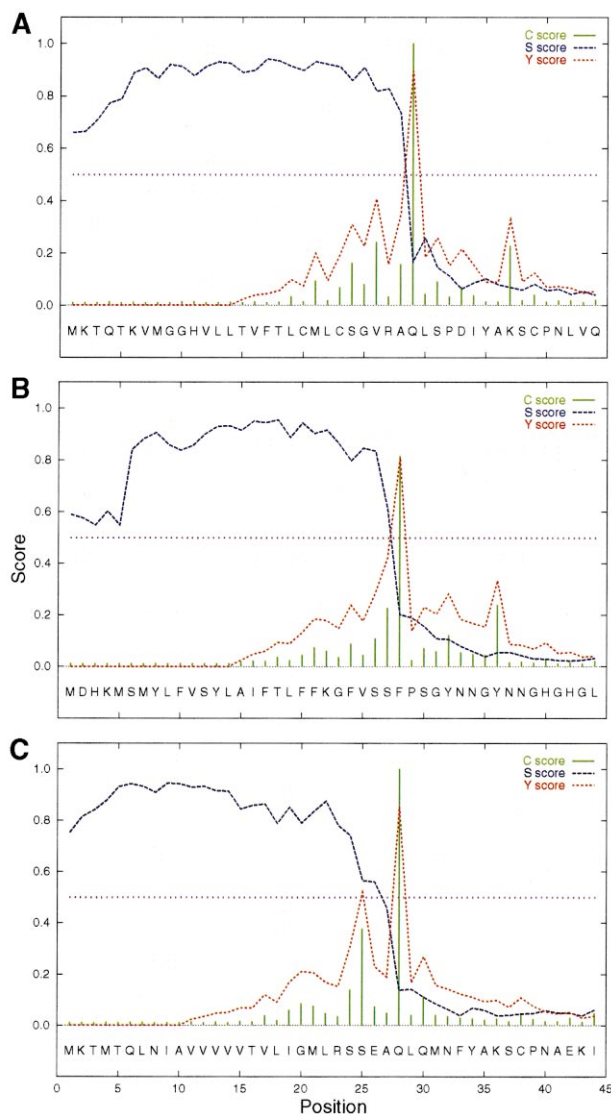 A
C score
S score
Y score
1.0
0.8
0.6
0.4
0.2
0.0
M K T Q T K V M G G H V L L T V F T L C M L C S G V R A Q L S P D I Y A K S C P N L V Q
B
C score
S score
Y score
1.0
0.8
0.6
0.4
0.2
0.0
Score
M D H K M S M Y L F V S Y L A I F T L F F K G F V S S F P S G Y N N G Y N N G H G H G L
C
C score
S score
Y score
1.0
0.8
0.6
0.4
0.2
0.0
M K T M T Q L N I A V V V V V T V L I G M L R S S E A Q L Q M N F Y A K S C P N A E K I
0 5 10 15 20 25 30 35 40 45
Position